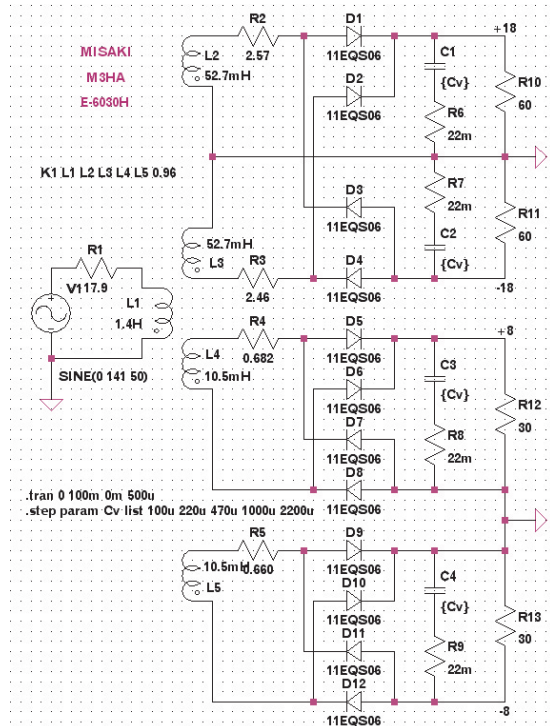 R2
2.57
L2
52.7mH
D1
11EQS06
D2
11EQS06
+18
C1
{Cv}
R6
22m
R10
60
MISAKI
M3HA
E-6030H
K1 L1 L2 L3 L4 L5 0.96
D3
11EQS06
R7
22m
C2
{Cv}
R11
60
52.7mH
L3
R3
2.46
D4
11EQS06
-18
R1
17.9
V1
L1
1.4H
SINE(0 141 50)
R4
0.682
L4
10.5mH
D5
11EQS06
D6
11EQS06
D7
11EQS06
D8
11EQS06
+8
C3
{Cv}
R8
22m
R12
30
.tran 0 100m 0m 500u
.step param Cv list 100u 220u 470u 1000u 2200u
R5
0.660
10.5mH
L5
D9
11EQS06
D10
11EQS06
D11
11EQS06
D12
11EQS06
C4
{Cv}
R9
22m
R13
30
-8